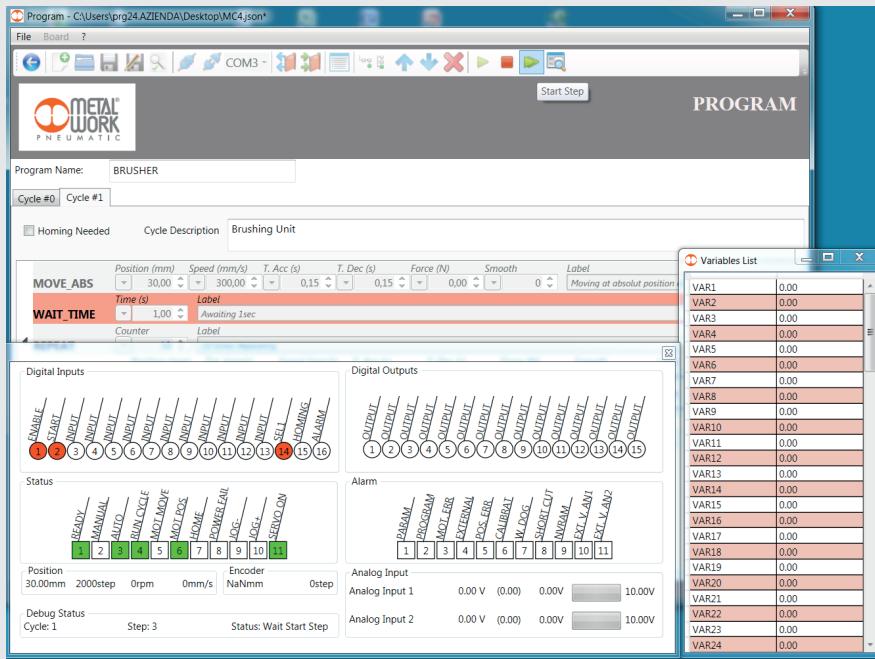 Program - C:\Users\prg24.AZIENDA\Desktop\MC4.json*
File Board ?
COM3
Start Step
METAL WORK PNEUMATIC
PROGRAM
Program Name: BRUSHER
Cycle #0 Cycle #1
Homing Needed Cycle Description Brushing Unit
Position (mm) Speed (mm/s) T. Acc (s) T. Dec (s) Force (N) Smooth Label
MOVE_ABS 30,00 300,00 0,15 0,15 0,00 0 Moving at absolut position
Time (s) Label
WAIT_TIME 1,00 Awaiting 1sec
Counter Label
REPEAT
Digital Inputs
ENABLE START INPUT INPUT INPUT INPUT INPUT INPUT INPUT INPUT INPUT INPUT INPUT SEL1 HOMING ALARM
1 2 3 4 5 6 7 8 9 10 11 12 13 14 15 16
Digital Outputs
OUTPUT OUTPUT OUTPUT OUTPUT OUTPUT OUTPUT OUTPUT OUTPUT OUTPUT OUTPUT OUTPUT OUTPUT OUTPUT OUTPUT OUTPUT
1 2 3 4 5 6 7 8 9 10 11 12 13 14 15
Status
READY MANUAL AUTO RUN CYCLE MOT MOVE MOT POS HOME POWER FAIL JOG- JOG+ SERVO ON
1 2 3 4 5 6 7 8 9 10 11
Alarm
PARAM PROGRAM MOT. ERR EXTERNAL POS. ERR CALIBRAT W. DOG SHORT CUT NVRAM EXT. V. AN1 EXT. V. AN2
1 2 3 4 5 6 7 8 9 10 11
Position
30.00mm 2000step 0rpm 0mm/s
Encoder
NaNmm 0step
Analog Input
Analog Input 1 0.00 V (0.00) 0.00V 10.00V
Analog Input 2 0.00 V (0.00) 0.00V 10.00V
Debug Status
Cycle: 1 Step: 3 Status: Wait Start Step
Variables List
VAR1 0.00
VAR2 0.00
VAR3 0.00
VAR4 0.00
VAR5 0.00
VAR6 0.00
VAR7 0.00
VAR8 0.00
VAR9 0.00
VAR10 0.00
VAR11 0.00
VAR12 0.00
VAR13 0.00
VAR14 0.00
VAR15 0.00
VAR16 0.00
VAR17 0.00
VAR18 0.00
VAR19 0.00
VAR20 0.00
VAR21 0.00
VAR22 0.00
VAR23 0.00
VAR24 0.00